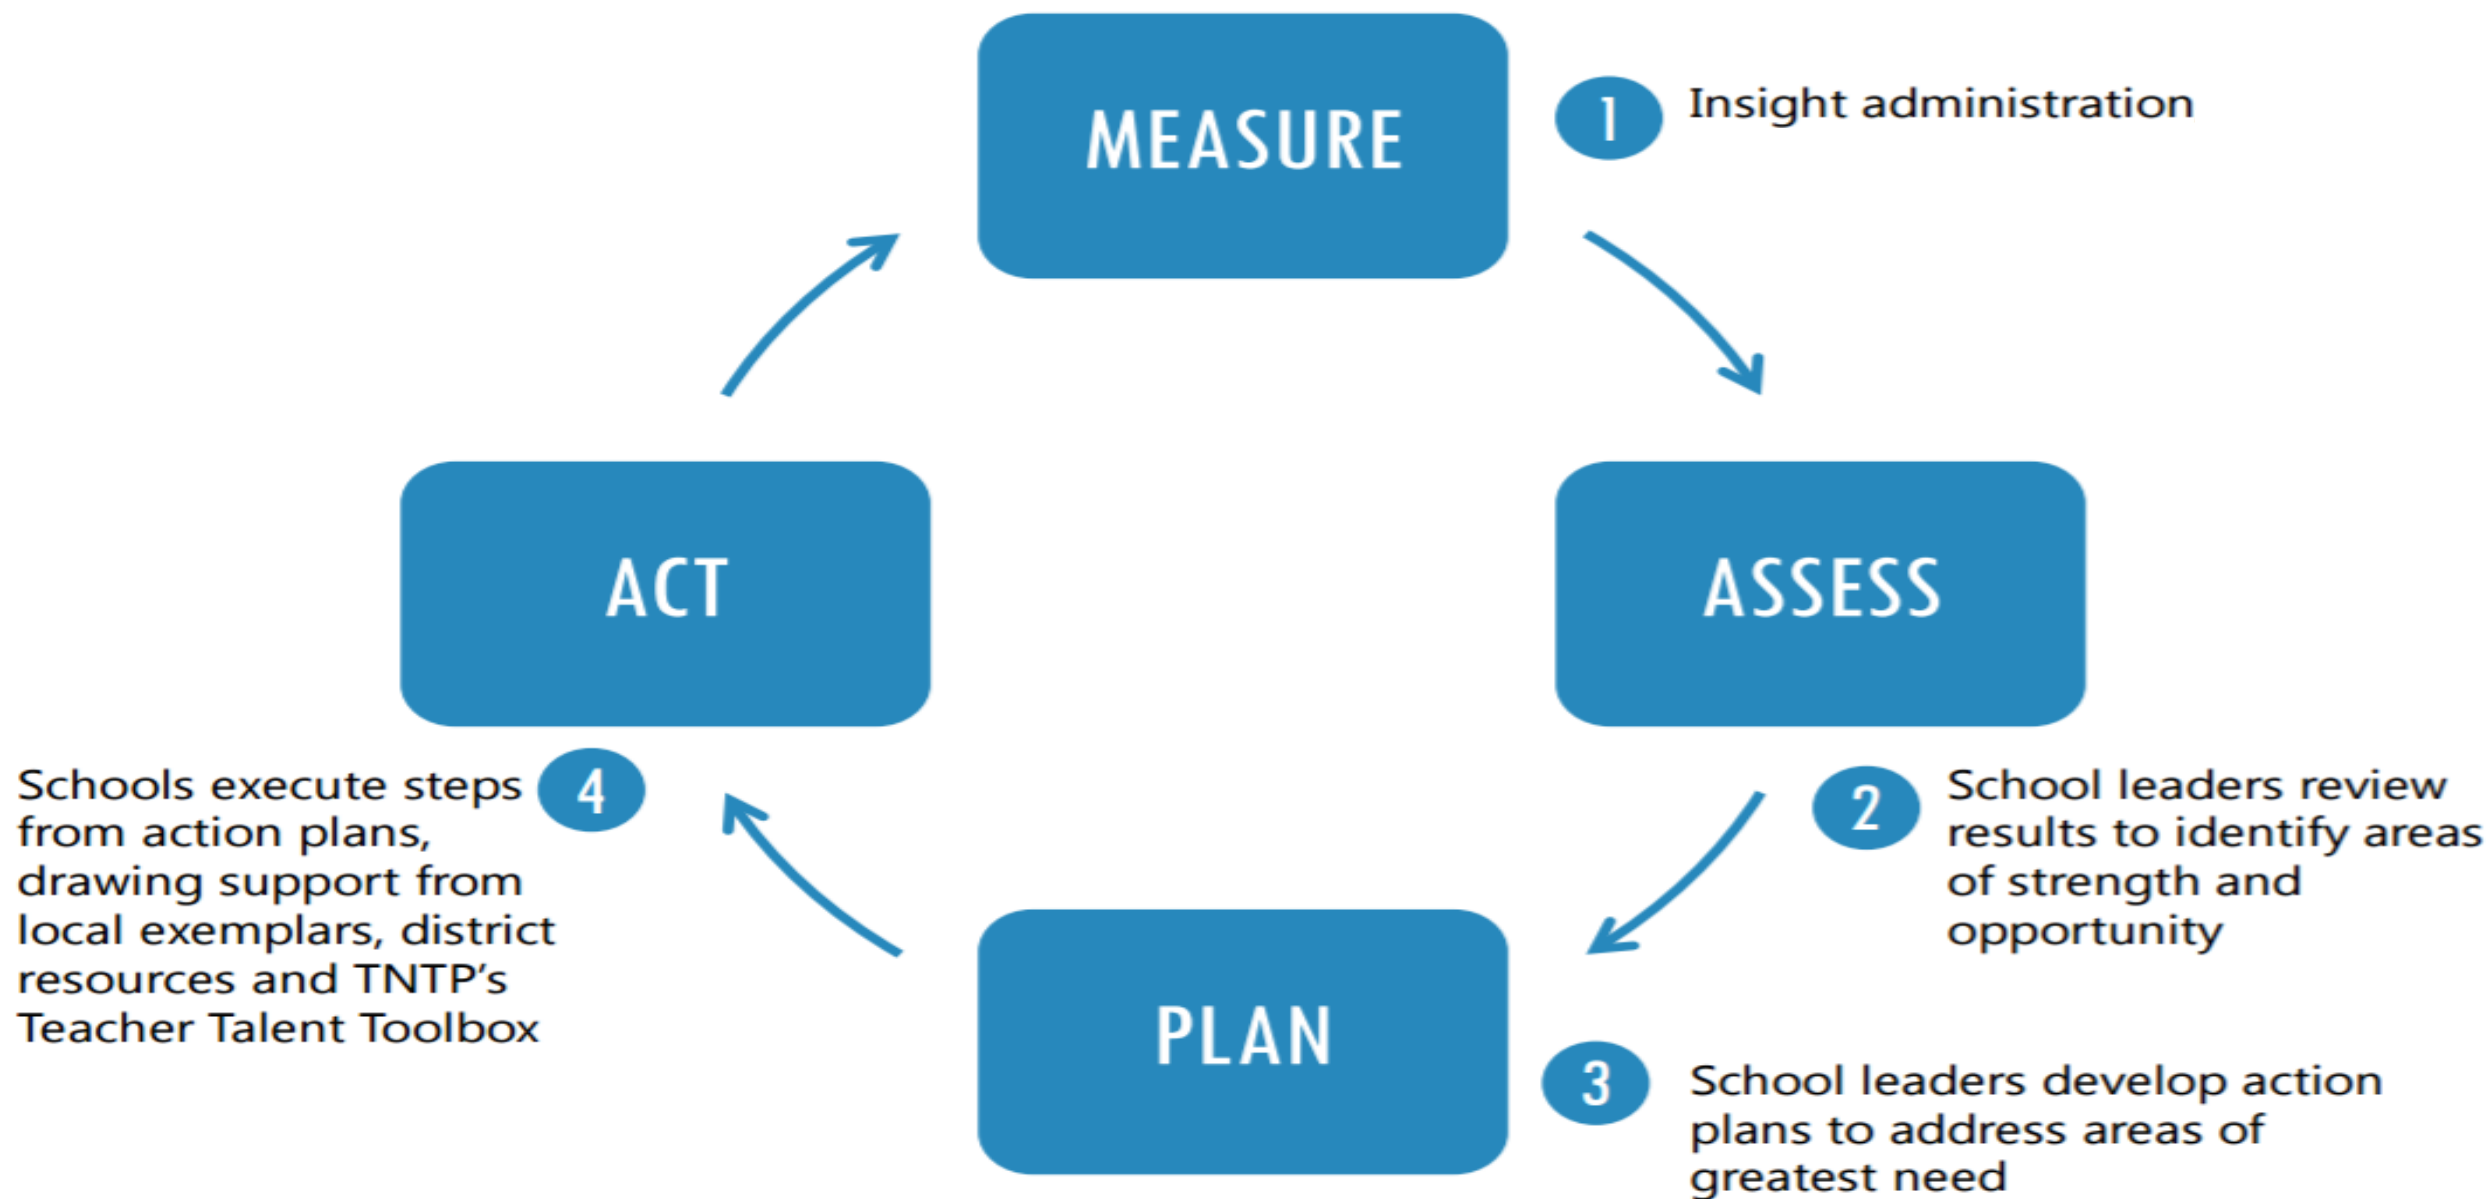 MEASURE
1
Insight administration
ASSESS
2
School leaders review
results to identify areas
of strength and
opportunity
PLAN
3
School leaders develop action
plans to address areas of
greatest need
ACT
4
Schools execute steps
from action plans,
drawing support from
local exemplars, district
resources and TNTP's
Teacher Talent Toolbox